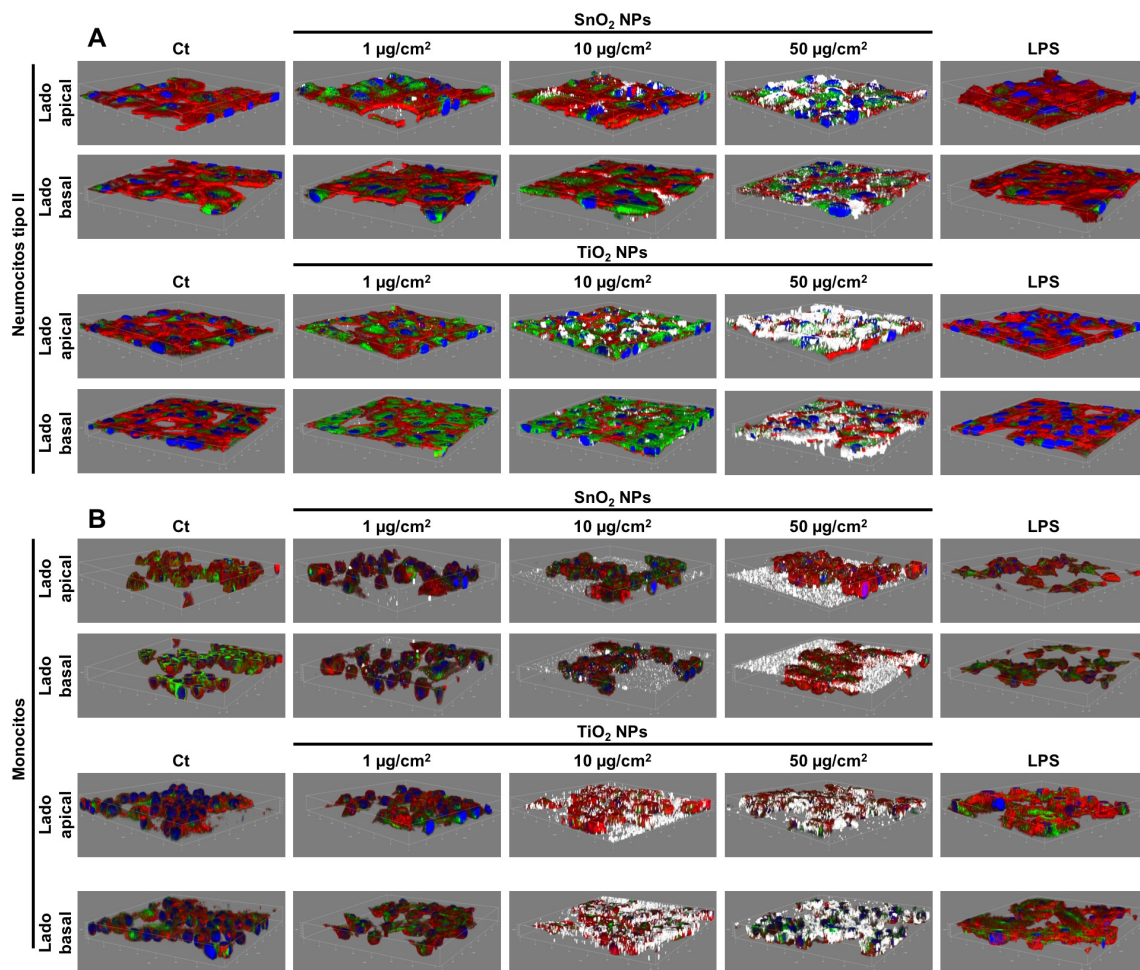 A
SnO₂ NPs
Ct
1 µg/cm²
10 µg/cm²
50 µg/cm²
LPS
Neumocitos tipo II
Lado
apical
Lado
basal
TiO₂ NPs
Ct
1 µg/cm²
10 µg/cm²
50 µg/cm²
LPS
Lado
apical
Lado
basal
B
SnO₂ NPs
Ct
1 µg/cm²
10 µg/cm²
50 µg/cm²
LPS
Monocitos
Lado
apical
Lado
basal
TiO₂ NPs
Ct
1 µg/cm²
10 µg/cm²
50 µg/cm²
LPS
Lado
apical
Lado
basal